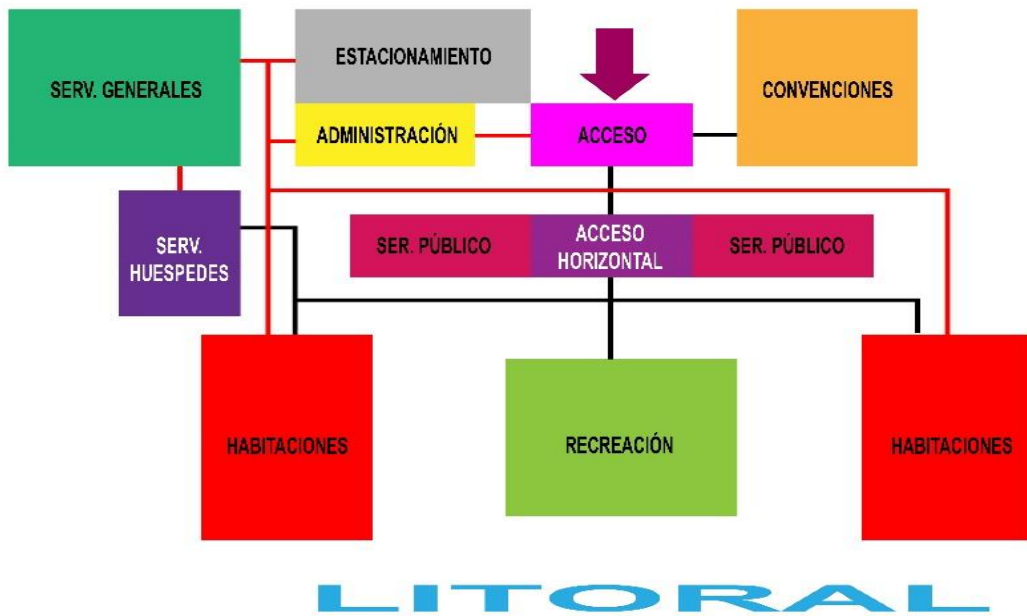 ESTACIONAMIENTO
SERV. GENERALES
CONVENCIONES
ADMINISTRACIÓN
ACCESO
SER. PÚBLICO
ACCESO
HORIZONTAL
SER. PÚBLICO
SERV.
HUESPEDES
HABITACIONES
RECREACIÓN
HABITACIONES
LITORAL